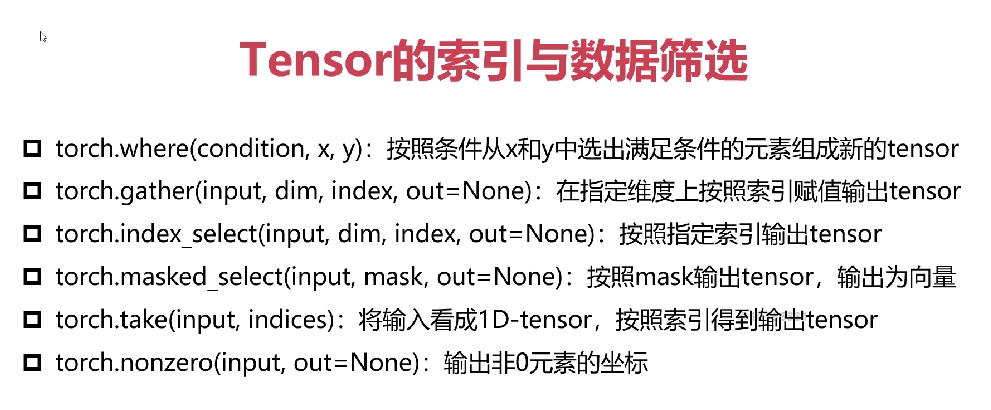 Tensor的索引与数据筛选
torch.where(condition, x, y)：按照条件从x和y中选出满足条件的元素组成新的tensor
torch.gather(input, dim, index, out=None)：在指定维度上按照索引赋值输出tensor
torch.index_select(input, dim, index, out=None)：按照指定索引输出tensor
torch.masked_select(input, mask, out=None)：按照mask输出tensor，输出为向量
torch.take(input, indices)：将输入看成1D-tensor，按照索引得到输出tensor
torch.nonzero(input, out=None)：输出非0元素的坐标